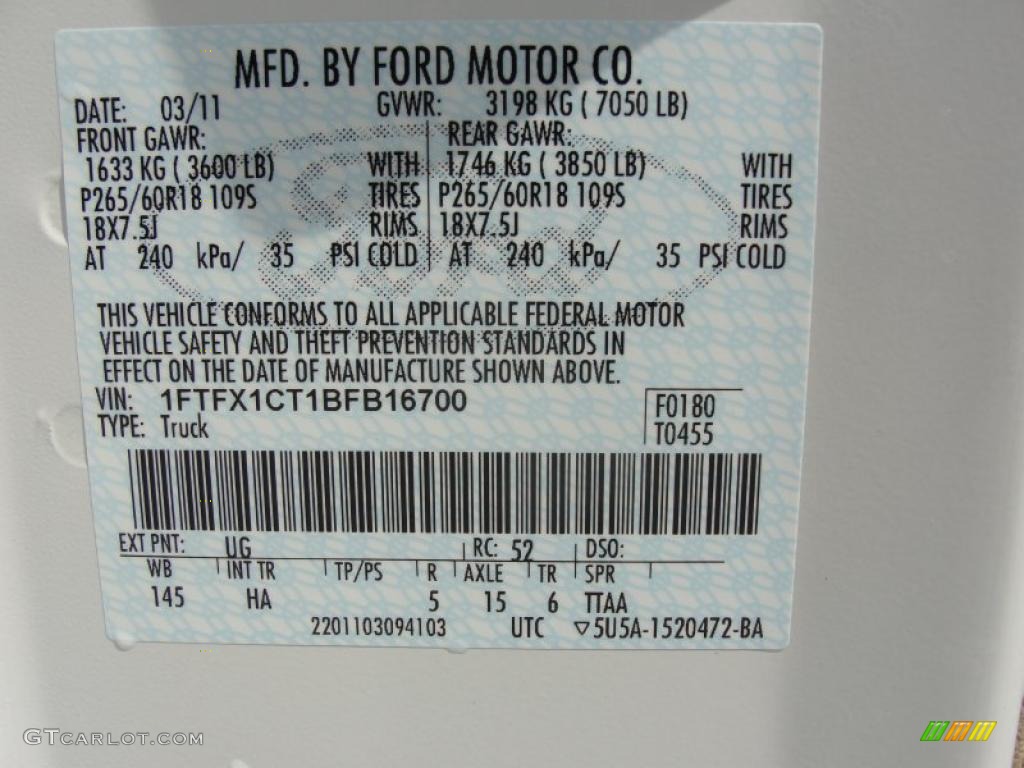 MFD. BY FORD MOTOR CO.
DATE: 03/11 GVWR: 3198 KG ( 7050 LB)
FRONT GAWR: REAR GAWR:
1633 KG ( 3600 LB) WITH 1746 KG ( 3850 LB) WITH
P265/60R18 109S TIRES P265/60R18 109S TIRES
18X7.5J RIMS 18X7.5J RIMS
AT 240 kPa/ 35 PSI COLD AT 240 kPa/ 35 PSI COLD
THIS VEHICLE CONFORMS TO ALL APPLICABLE FEDERAL MOTOR
VEHICLE SAFETY AND THEFT PREVENTION STANDARDS IN
EFFECT ON THE DATE OF MANUFACTURE SHOWN ABOVE.
VIN: 1FTFX1CT1BFB16700 F0180
TYPE: Truck T0455
EXT PNT: UG RC: 52 DSO:
WB INT TR TP/PS R AXLE TR SPR
145 HA 5 15 6 TTAA
2201103094103 UTC ▽5U5A-1520472-BA
GTCARLOT.COM